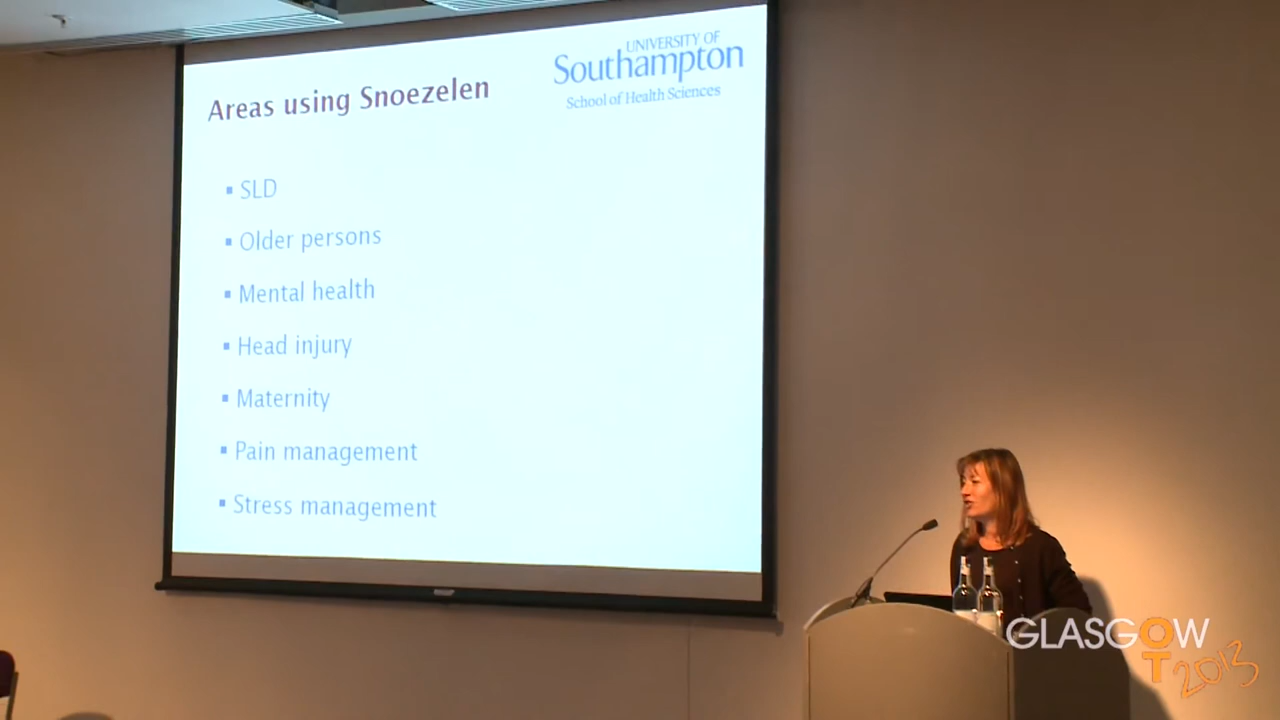 UNIVERSITY OF
Southampton
School of Health Sciences
Areas using Snoezelen
▪ SLD
▪ Older persons
▪ Mental health
▪ Head injury
▪ Maternity
▪ Pain management
▪ Stress management
GLASGOW
OT 2013